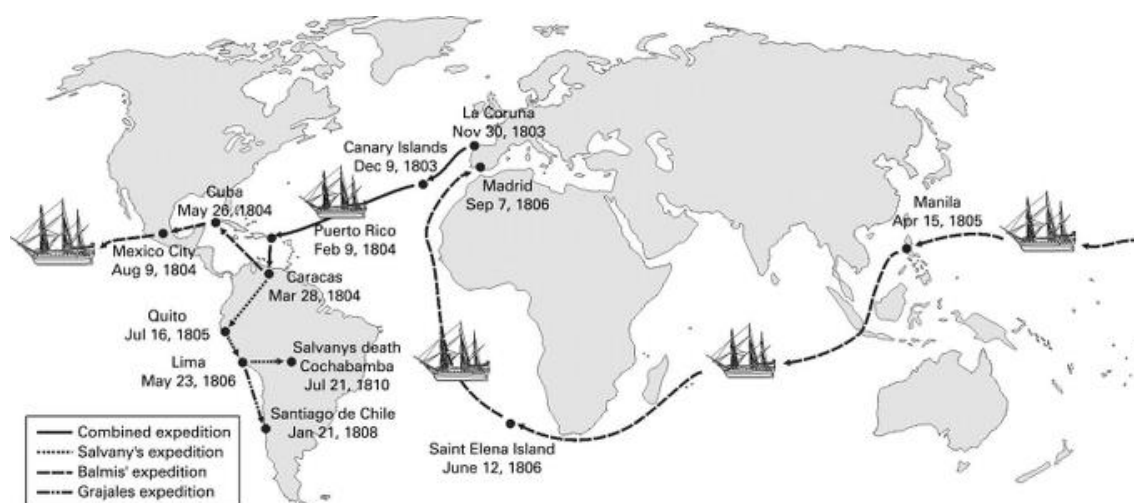 La Coruna
Nov 30, 1803
Canary Islands
Dec 9, 1803
Madrid
Sep 7, 1806
Cuba
May 26, 1804
Manila
Apr 15, 1805
Puerto Rico
Feb 9, 1804
Mexico City
Aug 9, 1804
Caracas
Mar 28, 1804
Quito
Jul 16, 1805
Salvanys death
Cochabamba
Jul 21, 1810
Lima
May 23, 1806
Santiago de Chile
Jan 21, 1808
Saint Elena Island
June 12, 1806
Combined expedition
Salvany's expedition
Balmis' expedition
Grajales expedition